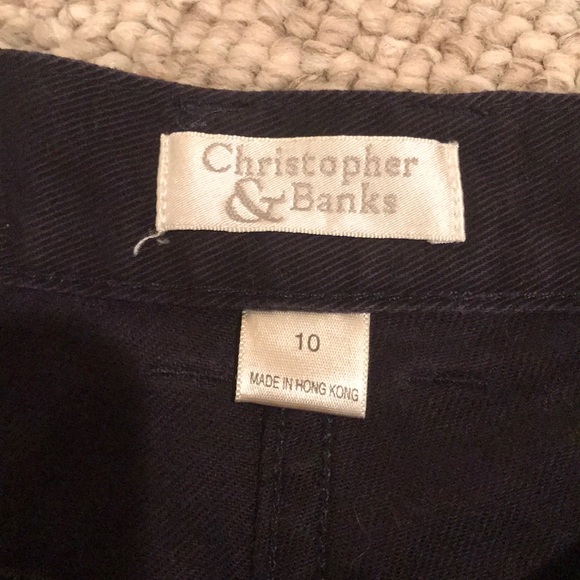 Christopher
& Banks
10
MADE IN HONG KONG